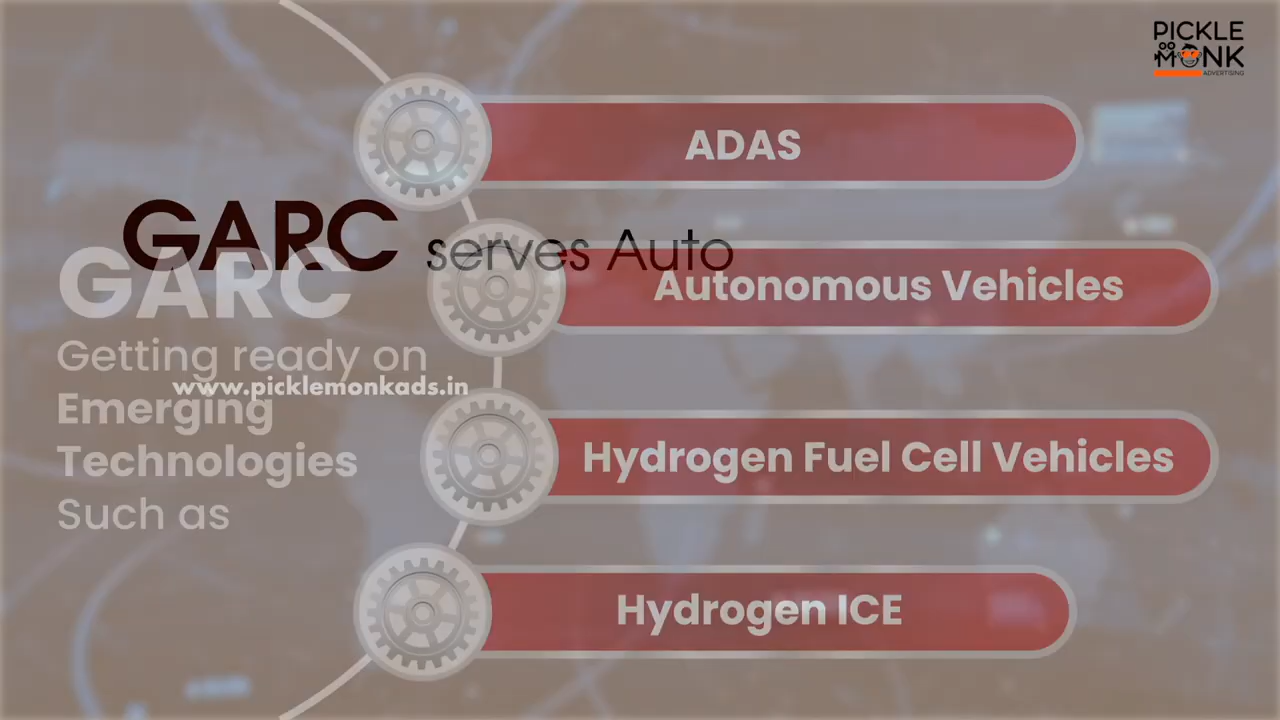 PICKLE
MONK
ADVERTISING
ADAS
GARC serves Auto
Autonomous Vehicles
GARC
Getting ready on
www.picklemonkads.in
Emerging
Technologies
Such as
Hydrogen Fuel Cell Vehicles
Hydrogen ICE